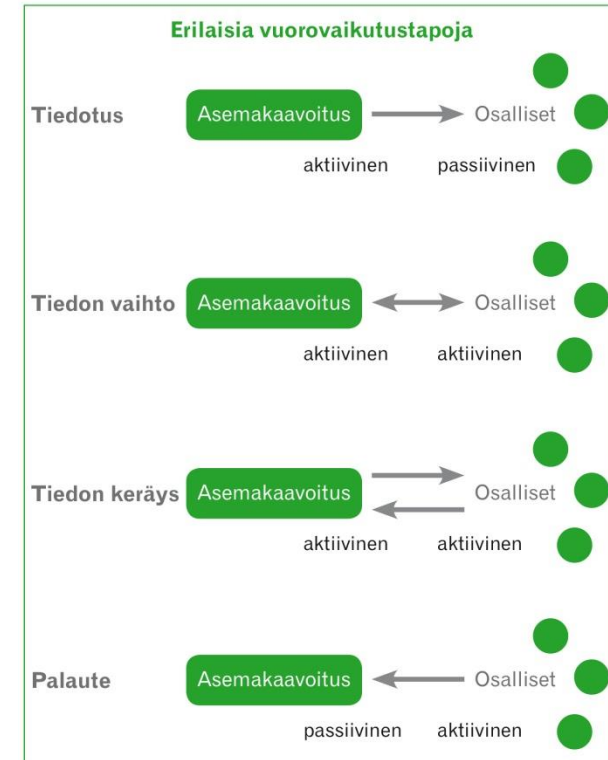 Erilaisia vuorovaikutustapoja
Tiedotus Asemakaavoitus Osalliset
aktiivinen passiivinen
Tiedon vaihto Asemakaavoitus Osalliset
aktiivinen aktiivinen
Tiedon keräys Asemakaavoitus Osalliset
aktiivinen aktiivinen
Palaute Asemakaavoitus Osalliset
passiivinen aktiivinen